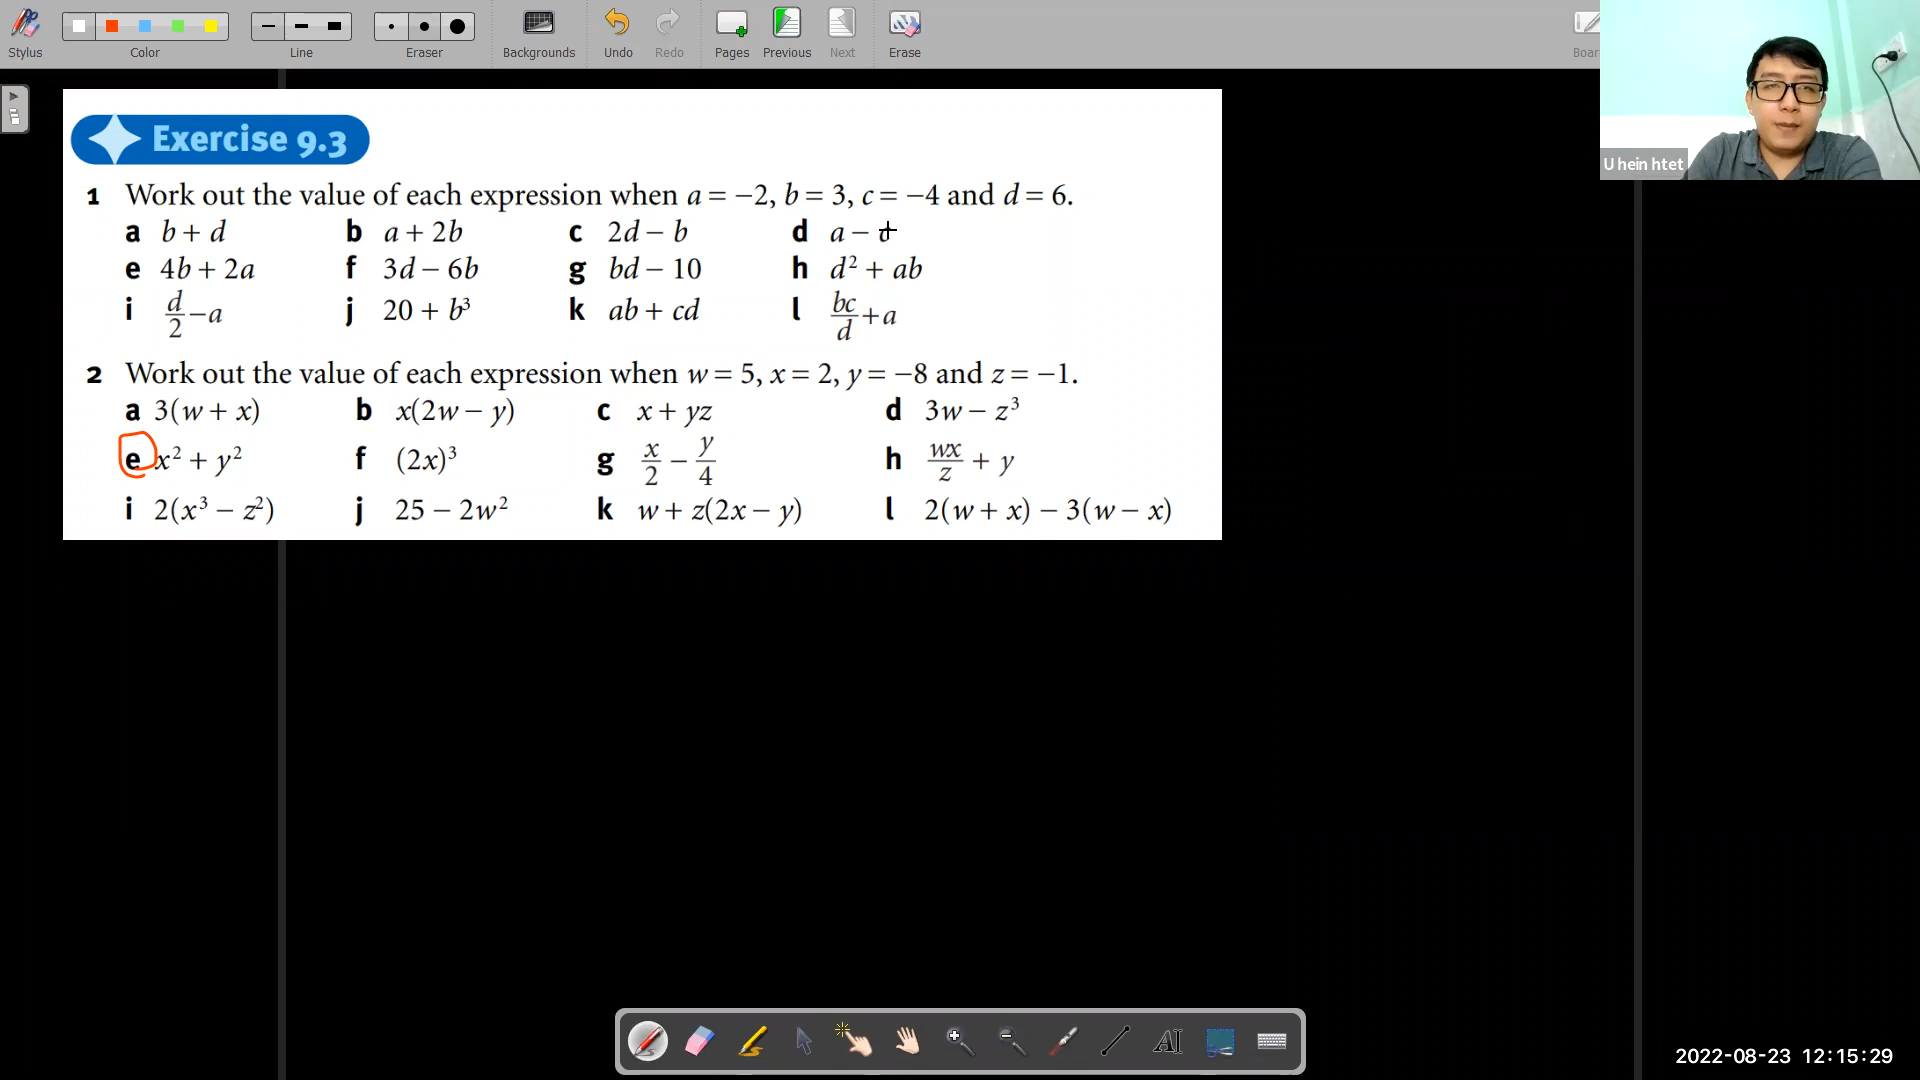 Stylus Color Line Eraser Backgrounds Undo Redo Pages Previous Next Erase
U hein htet
Exercise 9.3
1 Work out the value of each expression when a = −2, b = 3, c = −4 and d = 6.
a b + d b a + 2b c 2d − b d a −
e 4b + 2a f 3d − 6b g bd − 10 h d² + ab
i d/2 − a j 20 + b³ k ab + cd l bc/d + a
2 Work out the value of each expression when w = 5, x = 2, y = −8 and z = −1.
a 3(w + x) b x(2w − y) c x + yz d 3w − z³
e x² + y² f (2x)³ g x/2 − y/4 h wx/z + y
i 2(x³ − z²) j 25 − 2w² k w + z(2x − y) l 2(w + x) − 3(w − x)
2022-08-23 12:15:29